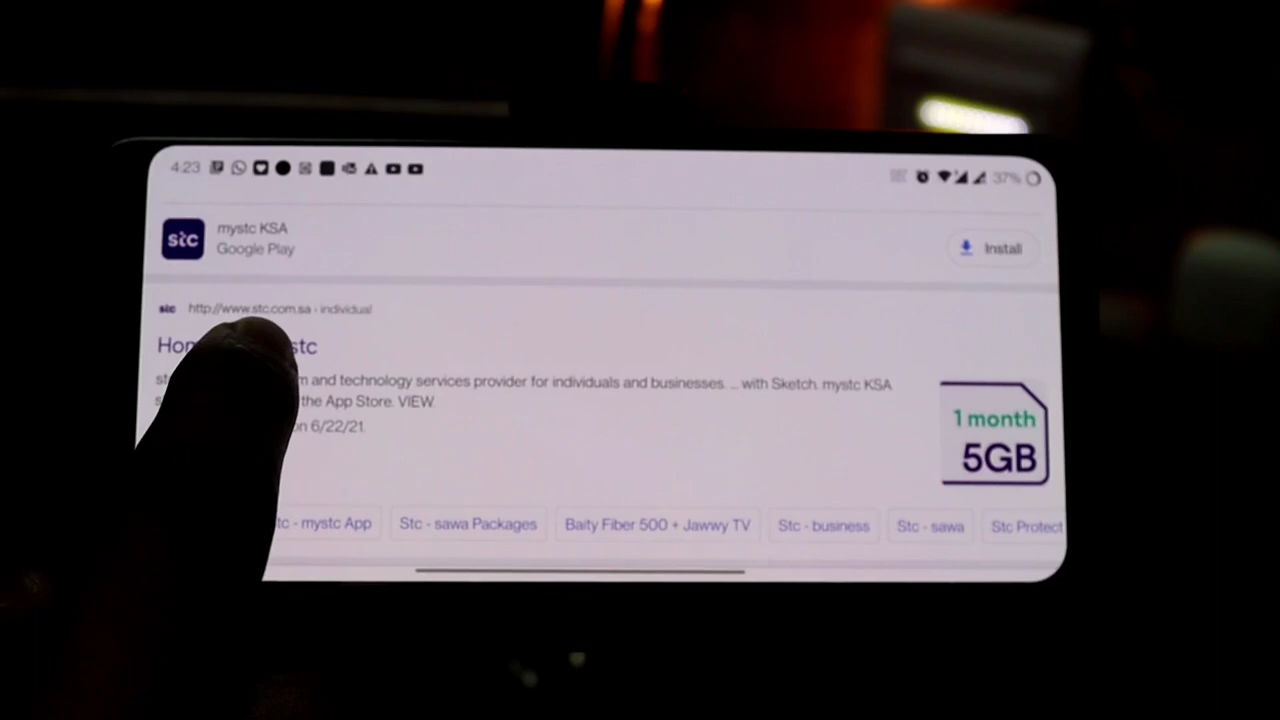 4:23
37%
stc
mystc KSA
Google Play
Install
stc
http://www.stc.com.sa › individual
stc
and technology services provider for individuals and businesses. ... with Sketch. mystc KSA
the App Store. VIEW.
on 6/22/21.
1 month
5GB
mystc App
Stc - sawa Packages
Baity Fiber 500 + Jawwy TV
Stc - business
Stc - sawa
Stc Protect